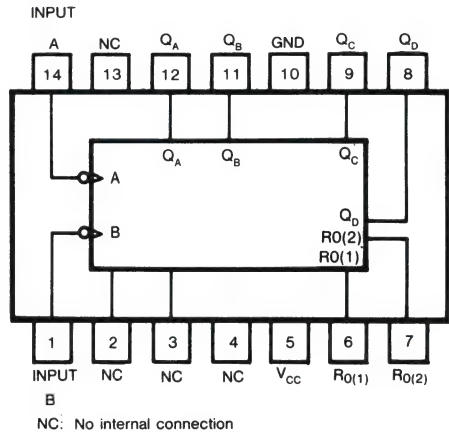 INPUT
A NC QA QB GND QC QD
14 13 12 11 10 9 8
QA QB QC
A
QD
B
R0(2)
R0(1)
1 2 3 4 5 6 7
INPUT NC NC NC VCC R0(1) R0(2)
B
NC: No internal connection